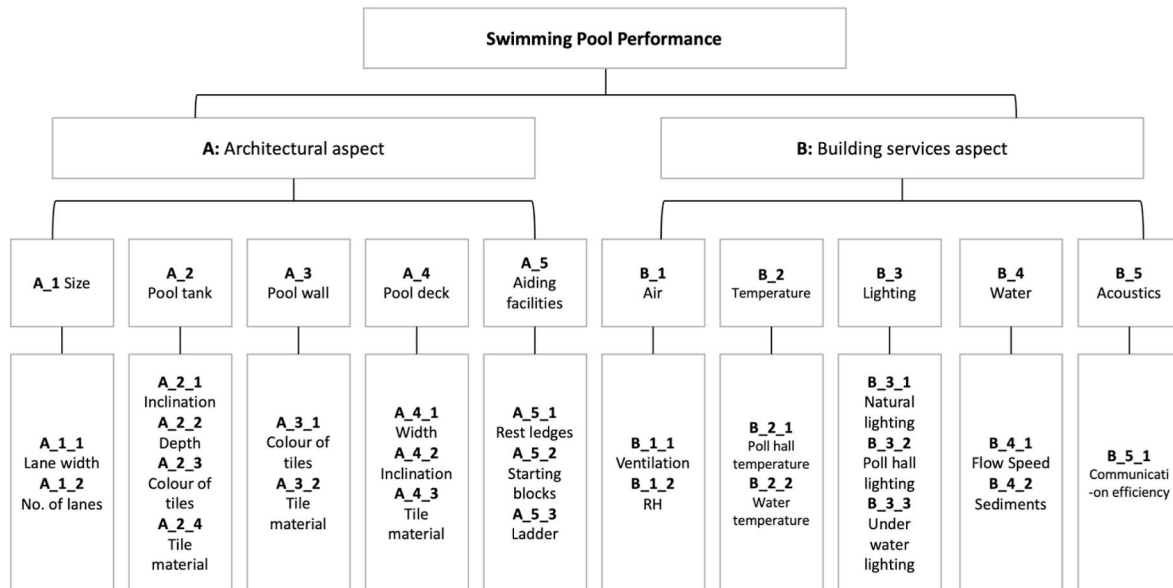 Swimming Pool Performance
A: Architectural aspect
B: Building services aspect
A_1 Size
A_2
Pool tank
A_3
Pool wall
A_4
Pool deck
A_5
Aiding
facilities
B_1
Air
B_2
Temperature
B_3
Lighting
B_4
Water
B_5
Acoustics
A_1_1
Lane width
A_1_2
No. of lanes
A_2_1
Inclination
A_2_2
Depth
A_2_3
Colour of
tiles
A_2_4
Tile
material
A_3_1
Colour of
tiles
A_3_2
Tile
material
A_4_1
Width
A_4_2
Inclination
A_4_3
Tile
material
A_5_1
Rest ledges
A_5_2
Starting
blocks
A_5_3
Ladder
B_1_1
Ventilation
B_1_2
RH
B_2_1
Poll hall
temperature
B_2_2
Water
temperature
B_3_1
Natural
lighting
B_3_2
Poll hall
lighting
B_3_3
Under
water
lighting
B_4_1
Flow Speed
B_4_2
Sediments
B_5_1
Communicati
-on efficiency